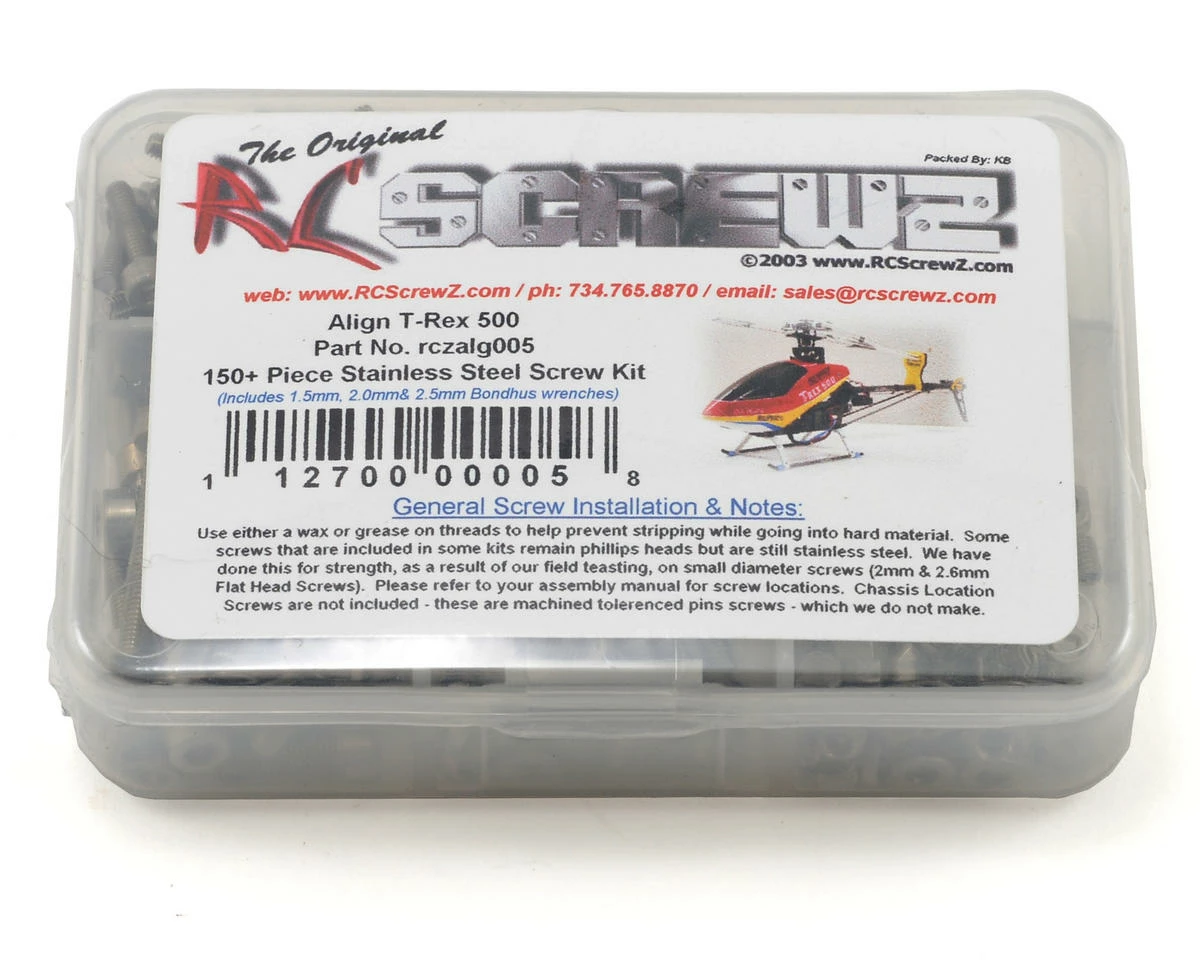 The Original
RC SCREWZ
Packed By: KB
©2003 www.RCScrewZ.com
web: www.RCScrewZ.com / ph: 734.765.8870 / email: sales@rcscrewz.com
Align T-Rex 500
Part No. rczalg005
150+ Piece Stainless Steel Screw Kit
(Includes 1.5mm, 2.0mm& 2.5mm Bondhus wrenches)
T-REX 500
1 12700 00005 8
General Screw Installation & Notes:
Use either a wax or grease on threads to help prevent stripping while going into hard material. Some
screws that are included in some kits remain phillips heads but are still stainless steel. We have
done this for strength, as a result of our field teasting, on small diameter screws (2mm & 2.6mm
Flat Head Screws). Please refer to your assembly manual for screw locations. Chassis Location
Screws are not included - these are machined tolerenced pins screws - which we do not make.